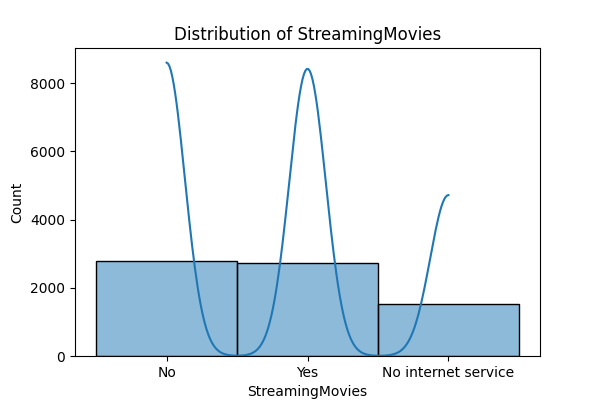 Distribution of StreamingMovies
Count
8000
6000
4000
2000
0
No Yes No internet service
StreamingMovies